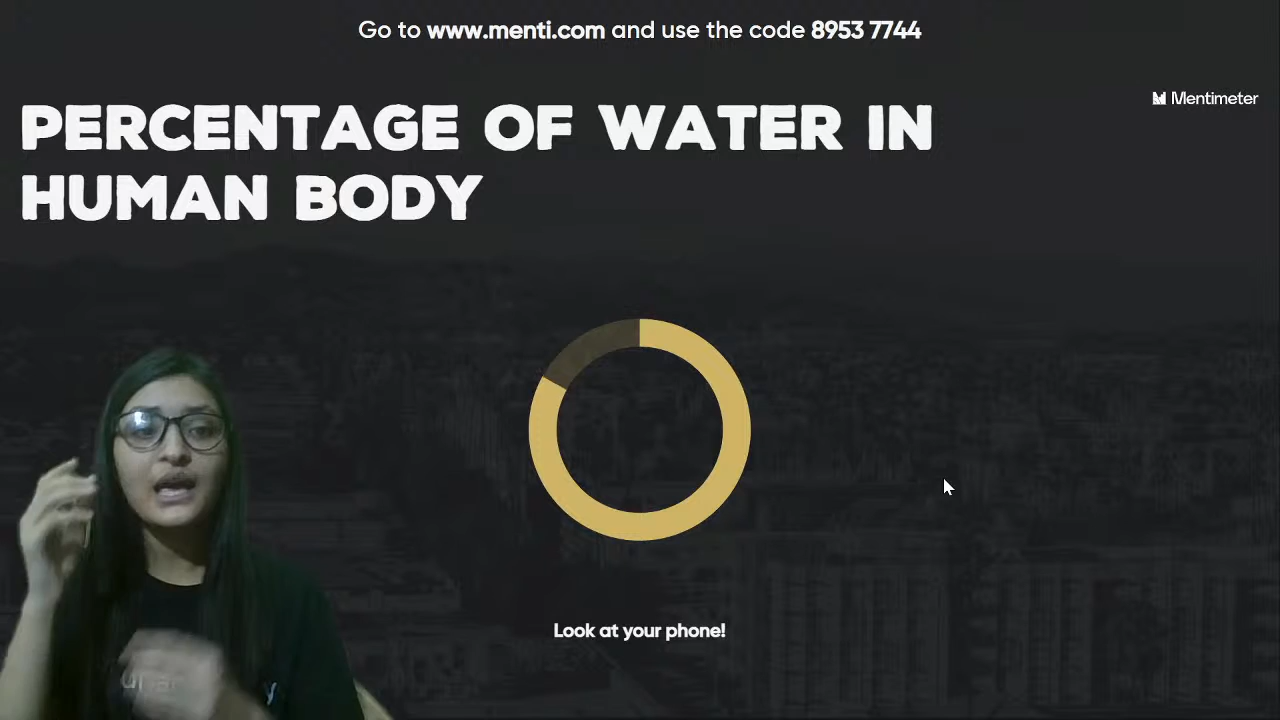 Go to www.menti.com and use the code 8953 7744
Mentimeter
PERCENTAGE OF WATER IN
HUMAN BODY
Look at your phone!